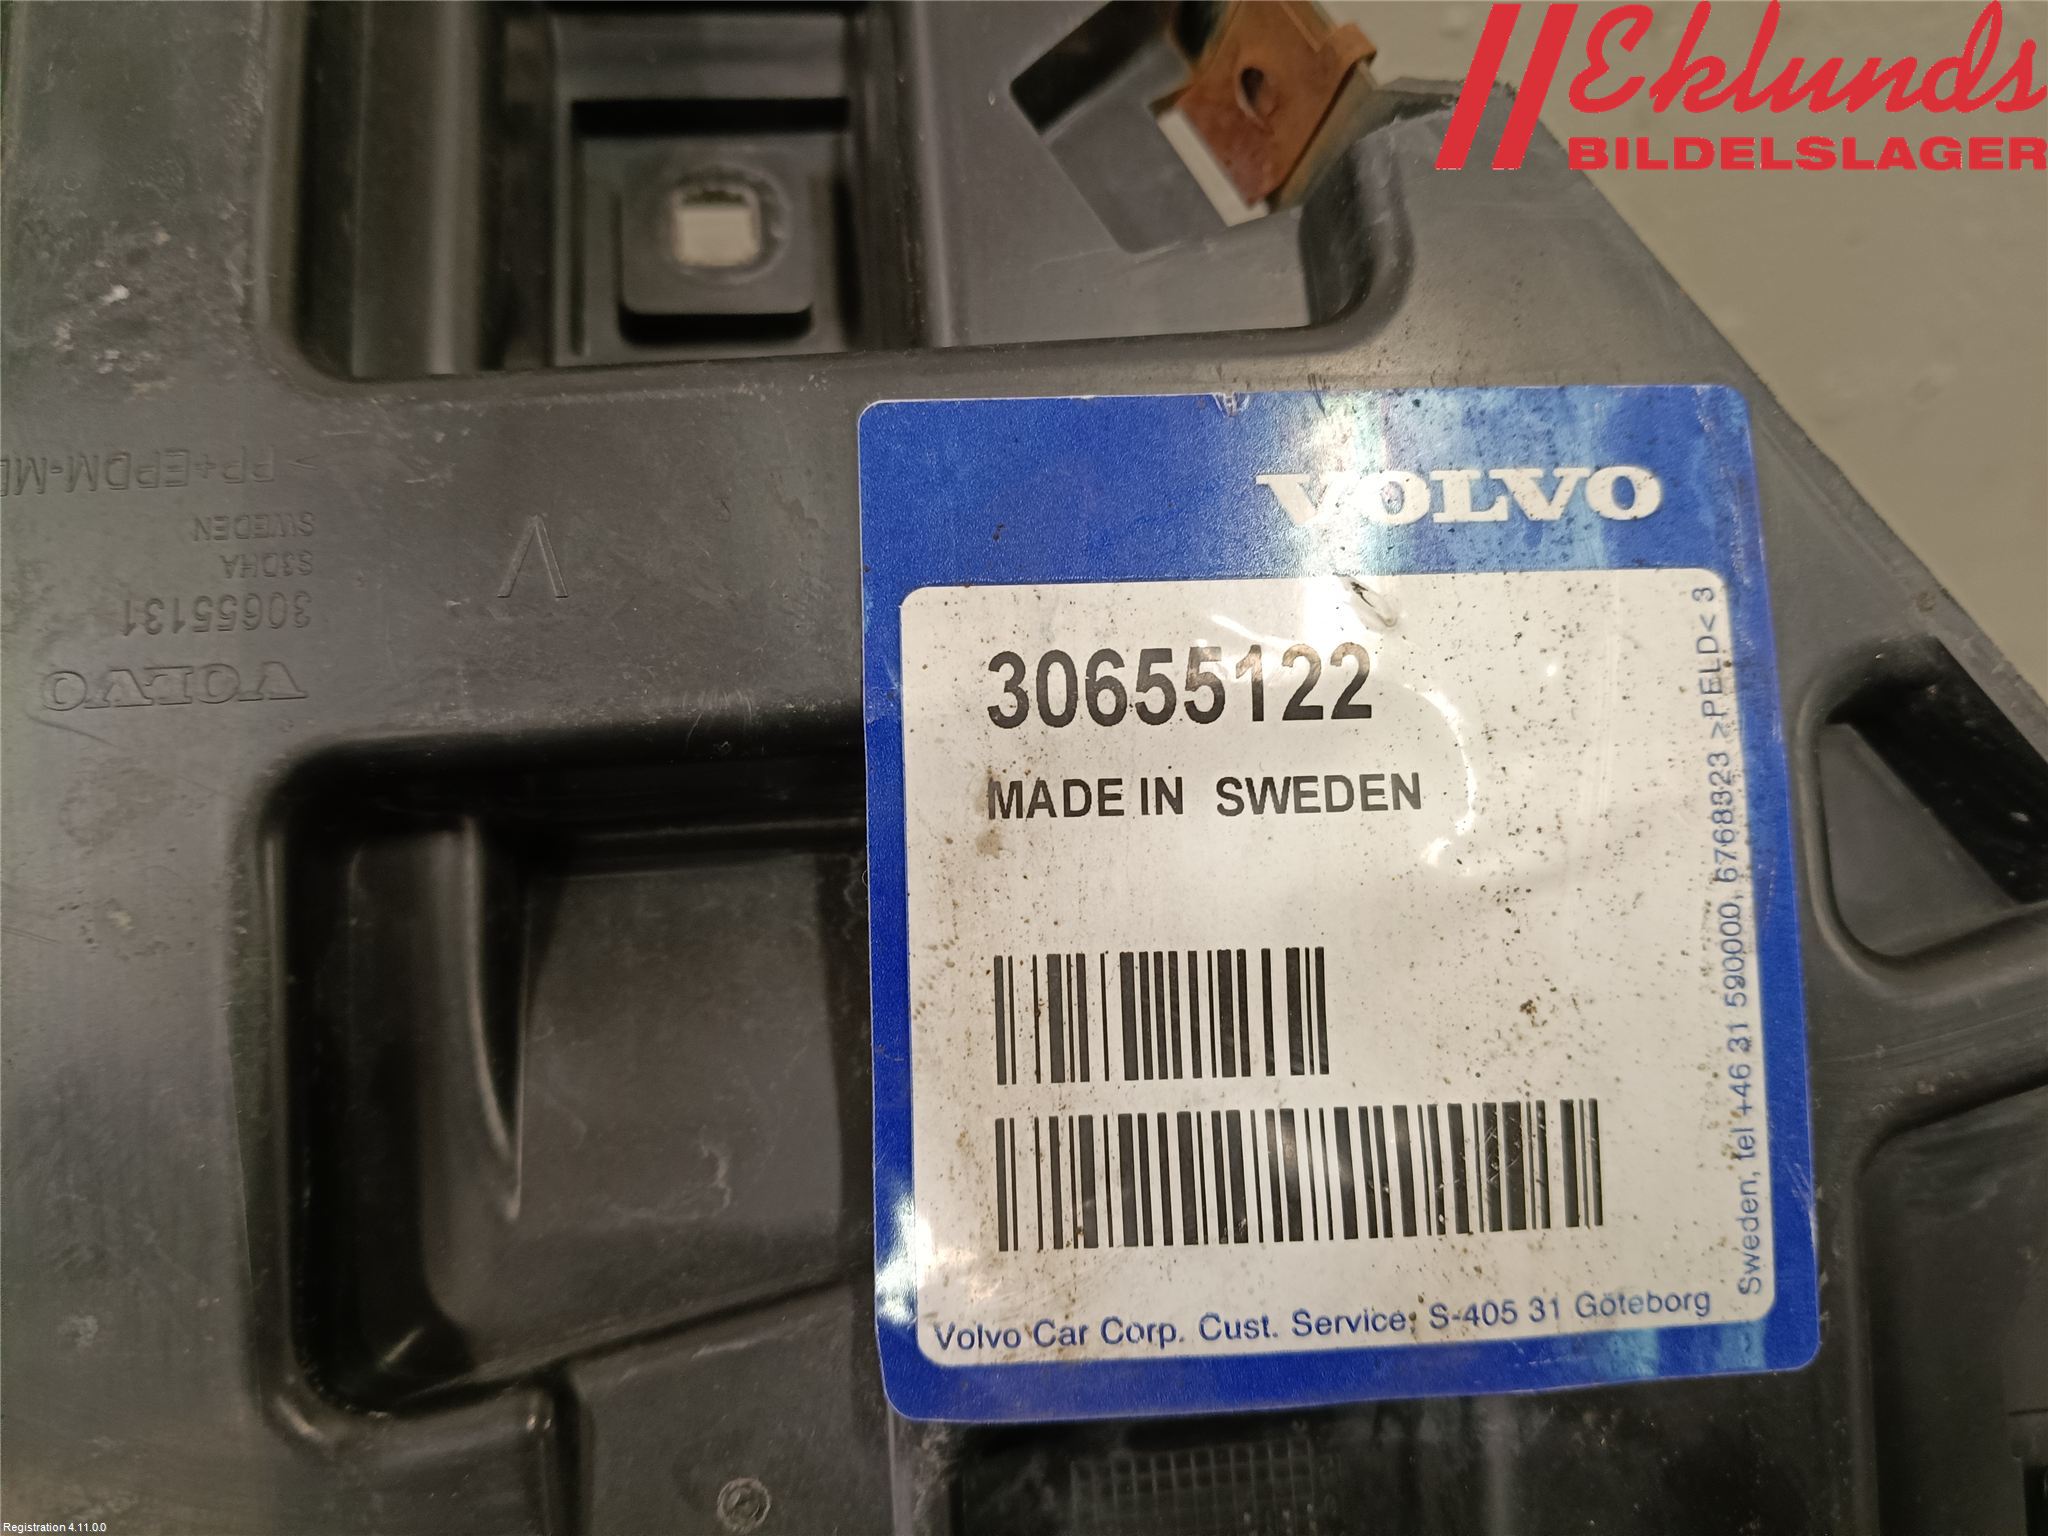 Eklunds
BILDELSLAGER
>PP+EPDM-M
SWEDEN
S3DHA
30655131
VOLVO
VOLVO
30655122
MADE IN SWEDEN
Volvo Car Corp. Cust. Service, S-405 31 Göteborg
Sweden, tel +46 31 590000, 6768323 >PELD< 3
Registration 4.11.0.0